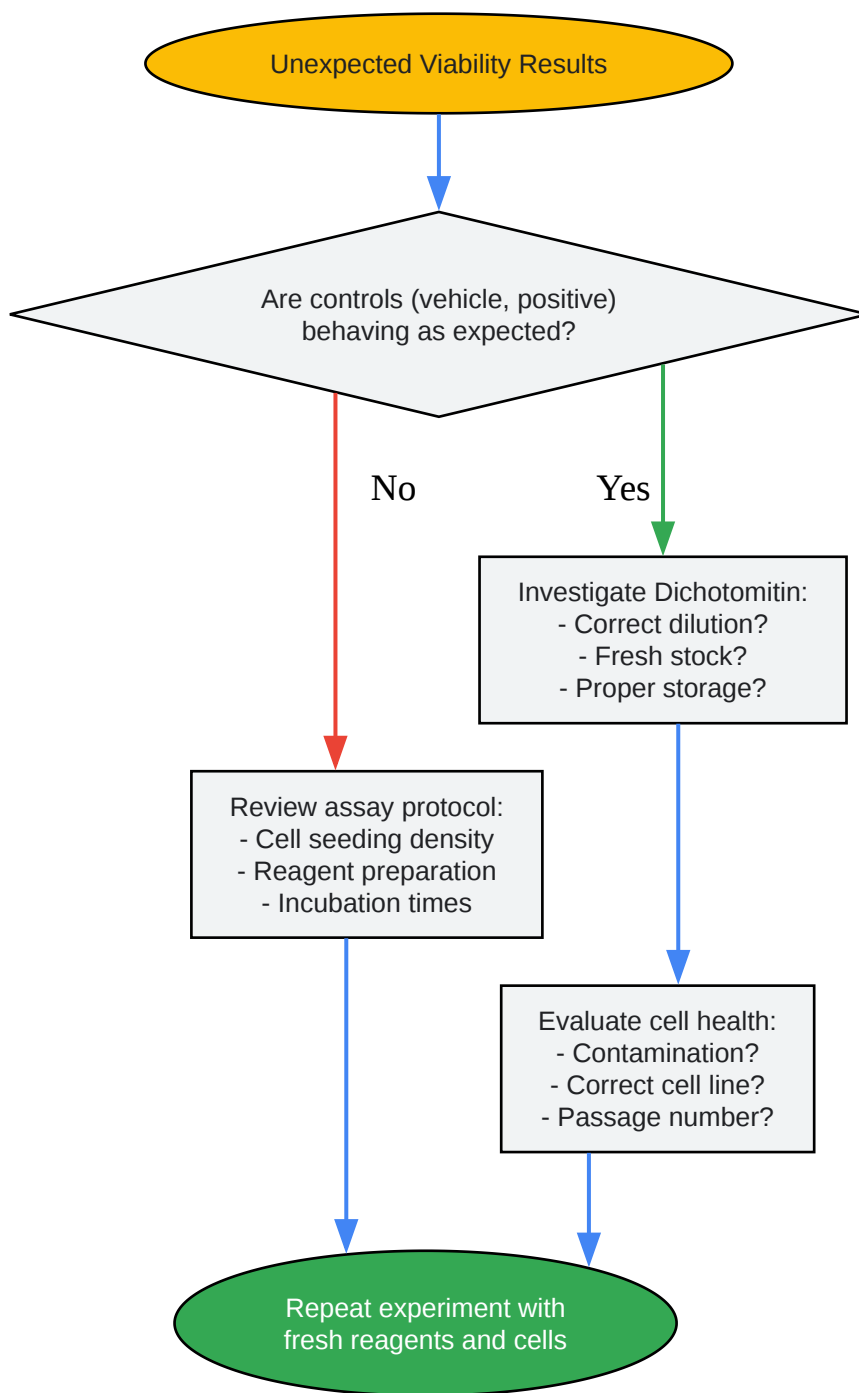 Unexpected Viability Results
Are controls (vehicle, positive)
behaving as expected?
No
Yes
Investigate Dichotomitin:
- Correct dilution?
- Fresh stock?
- Proper storage?
Review assay protocol:
- Cell seeding density
- Reagent preparation
- Incubation times
Evaluate cell health:
- Contamination?
- Correct cell line?
- Passage number?
Repeat experiment with
fresh reagents and cells